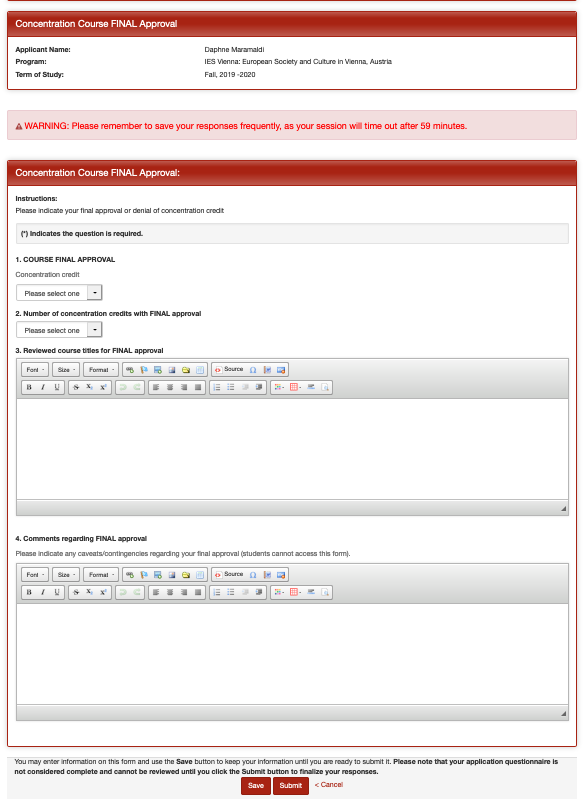 Concentration Course FINAL Approval
Applicant Name: Daphne Maramaldi
Program: IES Vienna: European Society and Culture in Vienna, Austria
Term of Study: Fall, 2019 -2020
WARNING: Please remember to save your responses frequently, as your session will time out after 59 minutes.
Concentration Course FINAL Approval:
Instructions:
Please indicate your final approval or denial of concentration credit
(*) Indicates the question is required.
1. COURSE FINAL APPROVAL
Concentration credit
Please select one
2. Number of concentration credits with FINAL approval
Please select one
3. Reviewed course titles for FINAL approval
Font Size Format Source
B I U S X₂ X²
4. Comments regarding FINAL approval
Please indicate any caveats/contingencies regarding your final approval (students cannot access this form).
Font Size Format Source
B I U S X₂ X²
You may enter information on this form and use the Save button to keep your information until you are ready to submit it. Please note that your application questionnaire is
not considered complete and cannot be reviewed until you click the Submit button to finalize your responses.
Save Submit < Cancel